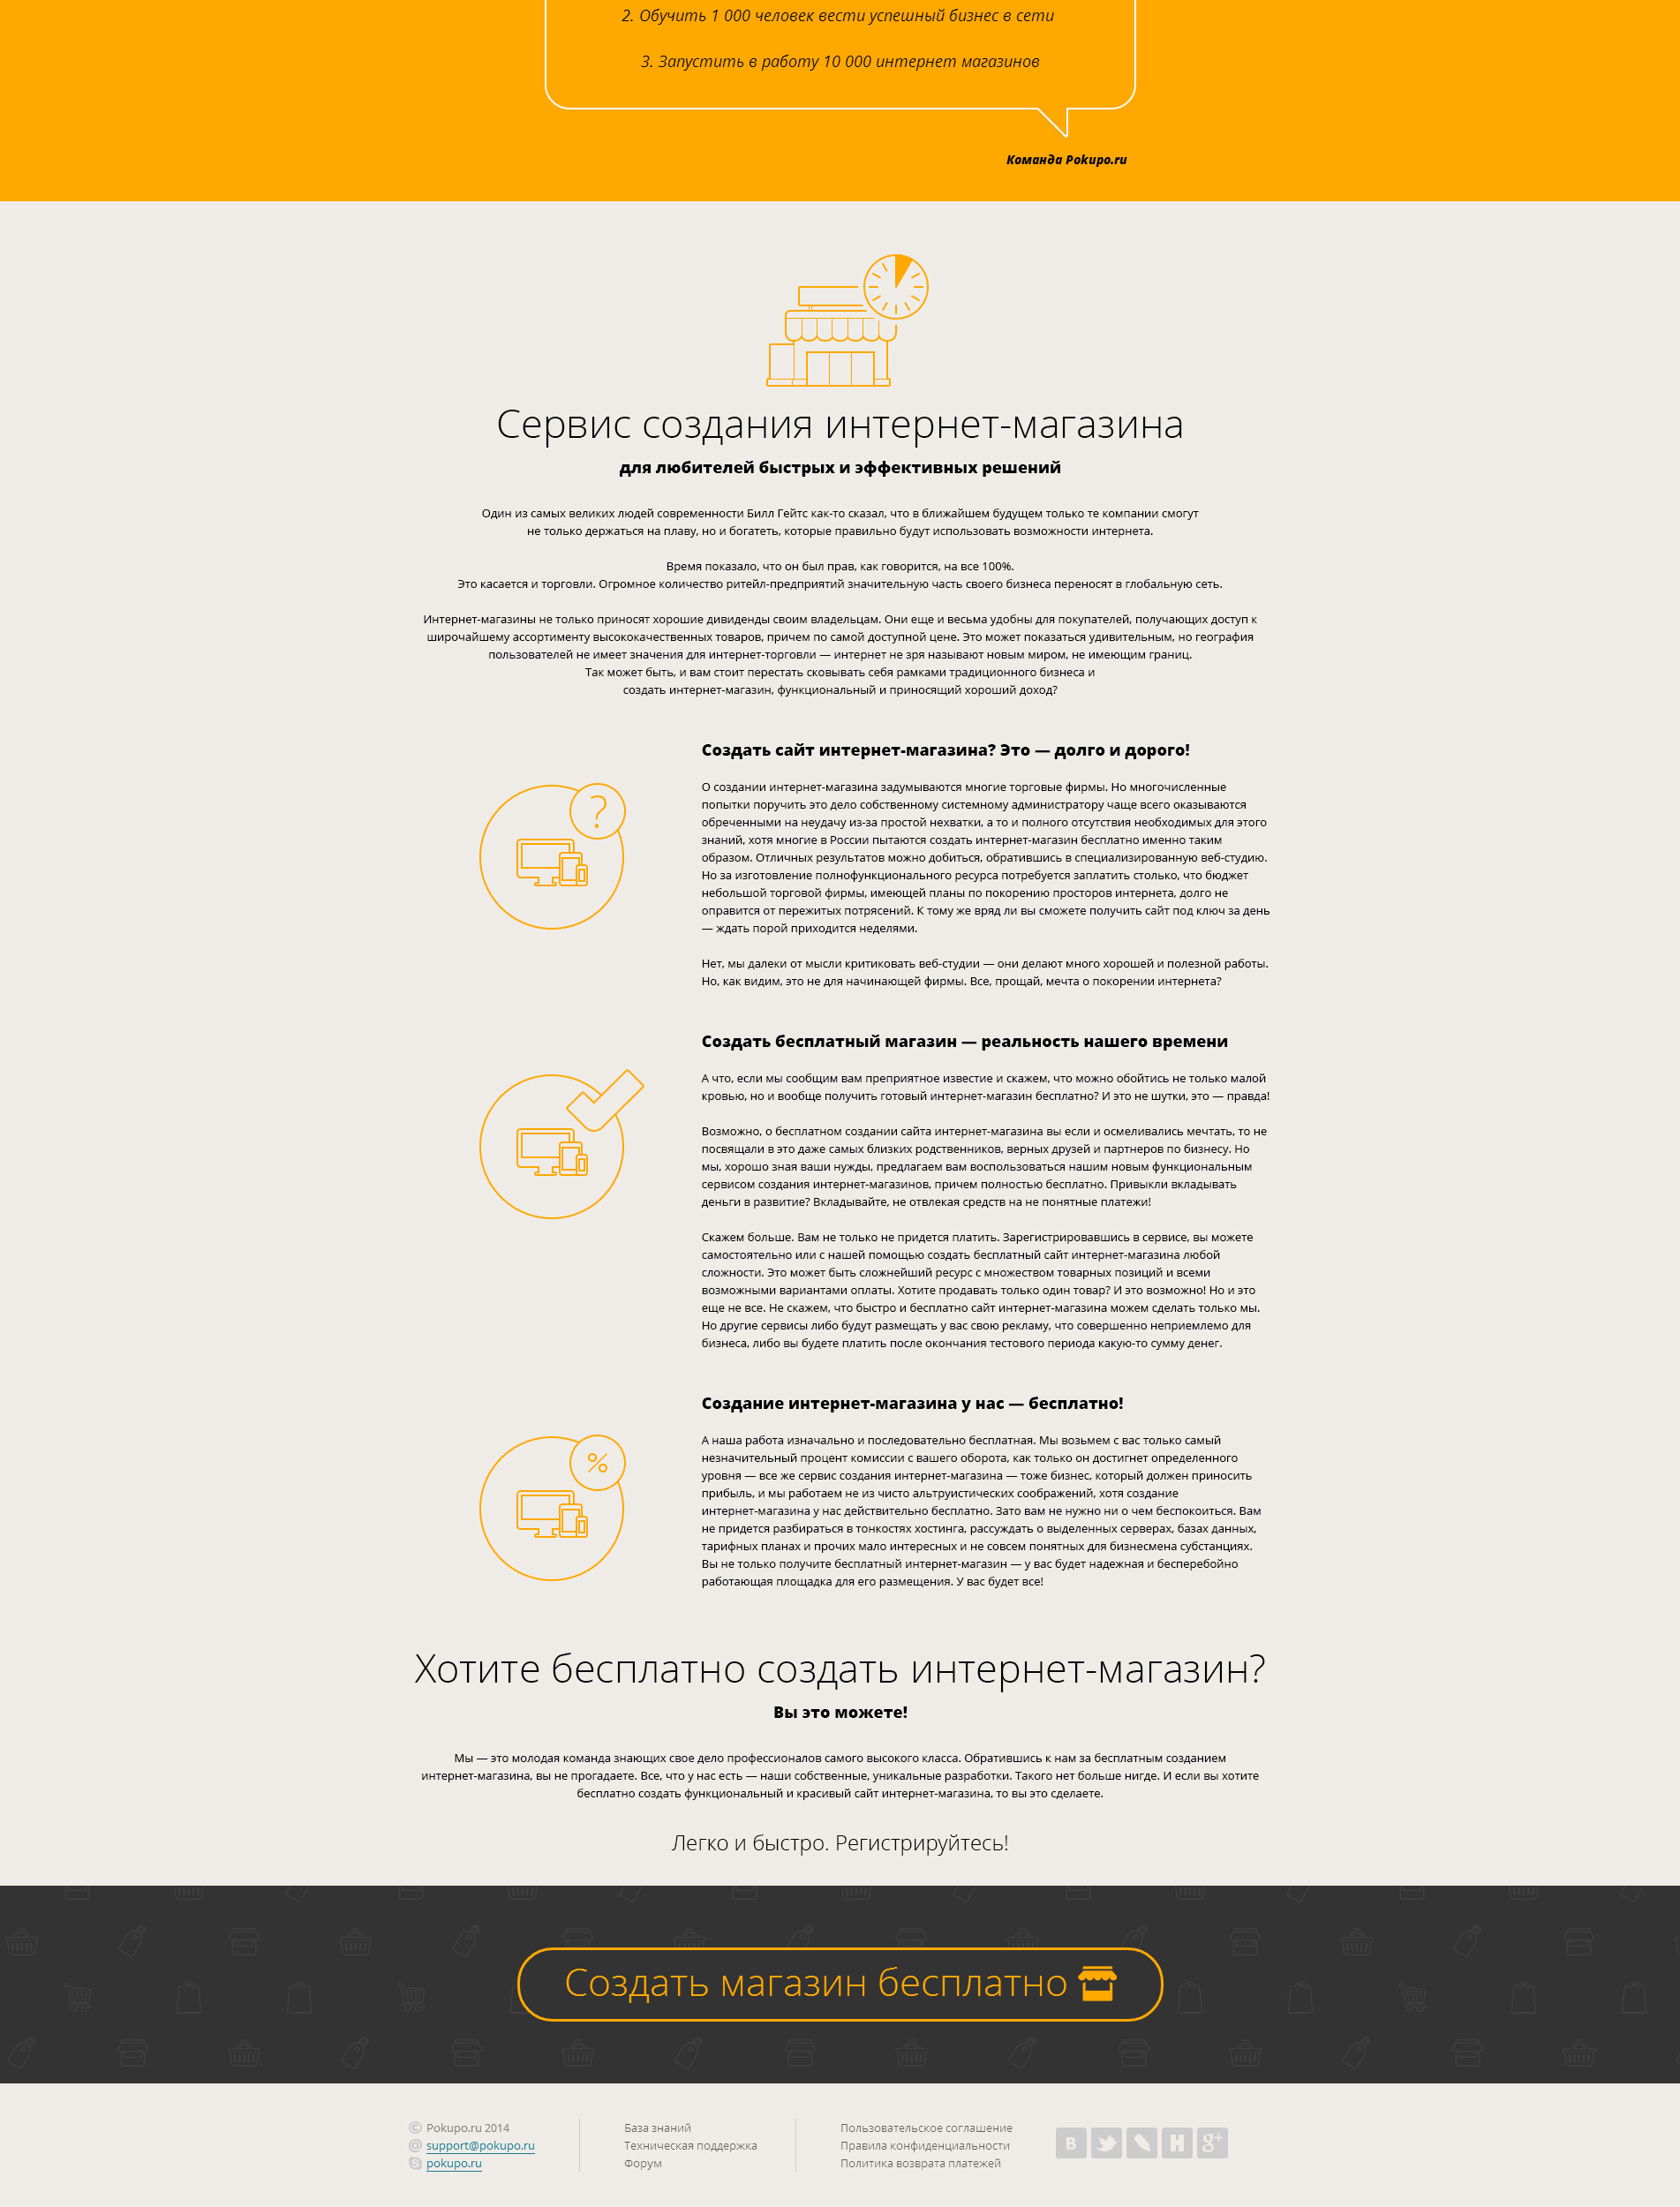 2. Обучить 1 000 человек вести успешный бизнес в сети
3. Запустить в работу 10 000 интернет магазинов
Команда Pokupo.ru
Сервис создания интернет-магазина
для любителей быстрых и эффективных решений
Один из самых великих людей современности Билл Гейтс как-то сказал, что в ближайшем будущем только те компании смогут
не только держаться на плаву, но и богатеть, которые правильно будут использовать возможности интернета.
Время показало, что он был прав, как говорится, на все 100%.
Это касается и торговли. Огромное количество ритейл-предприятий значительную часть своего бизнеса переносят в глобальную сеть.
Интернет-магазины не только приносят хорошие дивиденды своим владельцам. Они еще и весьма удобны для покупателей, получающих доступ к
широчайшему ассортименту высококачественных товаров, причем по самой доступной цене. Это может показаться удивительным, но география
пользователей не имеет значения для интернет-торговли — интернет не зря называют новым миром, не имеющим границ.
Так может быть, и вам стоит перестать сковывать себя рамками традиционного бизнеса и
создать интернет-магазин, функциональный и приносящий хороший доход?
Создать сайт интернет-магазина? Это — долго и дорого!
О создании интернет-магазина задумываются многие торговые фирмы. Но многочисленные
попытки поручить это дело собственному системному администратору чаще всего оказываются
обреченными на неудачу из-за простой нехватки, а то и полного отсутствия необходимых для этого
знаний, хотя многие в России пытаются создать интернет-магазин бесплатно именно таким
образом. Отличных результатов можно добиться, обратившись в специализированную веб-студию.
Но за изготовление полнофункционального ресурса потребуется заплатить столько, что бюджет
небольшой торговой фирмы, имеющей планы по покорению просторов интернета, долго не
оправится от пережитых потрясений. К тому же вряд ли вы сможете получить сайт под ключ за день
— ждать порой приходится неделями.
Нет, мы далеки от мысли критиковать веб-студии — они делают много хорошей и полезной работы.
Но, как видим, это не для начинающей фирмы. Все, прощай, мечта о покорении интернета?
Создать бесплатный магазин — реальность нашего времени
А что, если мы сообщим вам преприятное известие и скажем, что можно обойтись не только малой
кровью, но и вообще получить готовый интернет-магазин бесплатно? И это не шутки, это — правда!
Возможно, о бесплатном создании сайта интернет-магазина вы если и осмеливались мечтать, то не
посвящали в это даже самых близких родственников, верных друзей и партнеров по бизнесу. Но
мы, хорошо зная ваши нужды, предлагаем вам воспользоваться нашим новым функциональным
сервисом создания интернет-магазинов, причем полностью бесплатно. Привыкли вкладывать
деньги в развитие? Вкладывайте, не отвлекая средств на не понятные платежи!
Скажем больше. Вам не только не придется платить. Зарегистрировавшись в сервисе, вы можете
самостоятельно или с нашей помощью создать бесплатный сайт интернет-магазина любой
сложности. Это может быть сложнейший ресурс с множеством товарных позиций и всеми
возможными вариантами оплаты. Хотите продавать только один товар? И это возможно! Но и это
еще не все. Не скажем, что быстро и бесплатно сайт интернет-магазина можем сделать только мы.
Но другие сервисы либо будут размещать у вас свою рекламу, что совершенно неприемлемо для
бизнеса, либо вы будете платить после окончания тестового периода какую-то сумму денег.
Создание интернет-магазина у нас — бесплатно!
А наша работа изначально и последовательно бесплатная. Мы возьмем с вас только самый
незначительный процент комиссии с вашего оборота, как только он достигнет определенного
уровня — все же сервис создания интернет-магазина — тоже бизнес, который должен приносить
прибыль, и мы работаем не из чисто альтруистических соображений, хотя создание
интернет-магазина у нас действительно бесплатно. Зато вам не нужно ни о чем беспокоиться. Вам
не придется разбираться в тонкостях хостинга, рассуждать о выделенных серверах, базах данных,
тарифных планах и прочих мало интересных и не совсем понятных для бизнесмена субстанциях.
Вы не только получите бесплатный интернет-магазин — у вас будет надежная и бесперебойно
работающая площадка для его размещения. У вас будет все!
Хотите бесплатно создать интернет-магазин?
Вы это можете!
Мы — это молодая команда знающих свое дело профессионалов самого высокого класса. Обратившись к нам за бесплатным созданием
интернет-магазина, вы не прогадаете. Все, что у нас есть — наши собственные, уникальные разработки. Такого нет больше нигде. И если вы хотите
бесплатно создать функциональный и красивый сайт интернет-магазина, то вы это сделаете.
Легко и быстро. Регистрируйтесь!
Создать магазин бесплатно
© Pokupo.ru 2014
@ support@pokupo.ru
pokupo.ru
База знаний
Техническая поддержка
Форум
Пользовательское соглашение
Правила конфиденциальности
Политика возврата платежей